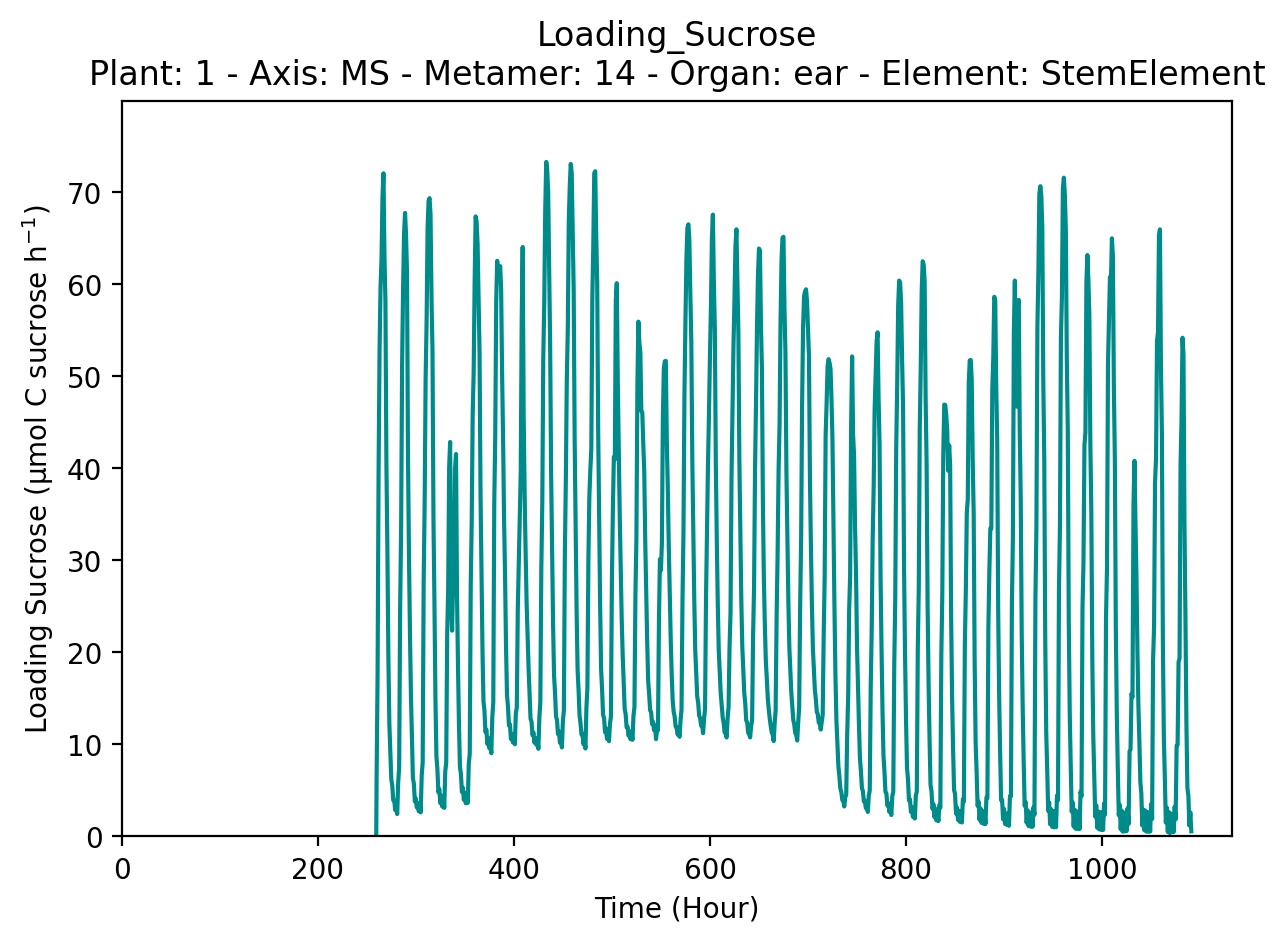 Loading_Sucrose
Plant: 1 - Axis: MS - Metamer: 14 - Organ: ear - Element: StemElement
Loading Sucrose (µmol C sucrose h⁻¹)
70
60
50
40
30
20
10
0
0 200 400 600 800 1000
Time (Hour)